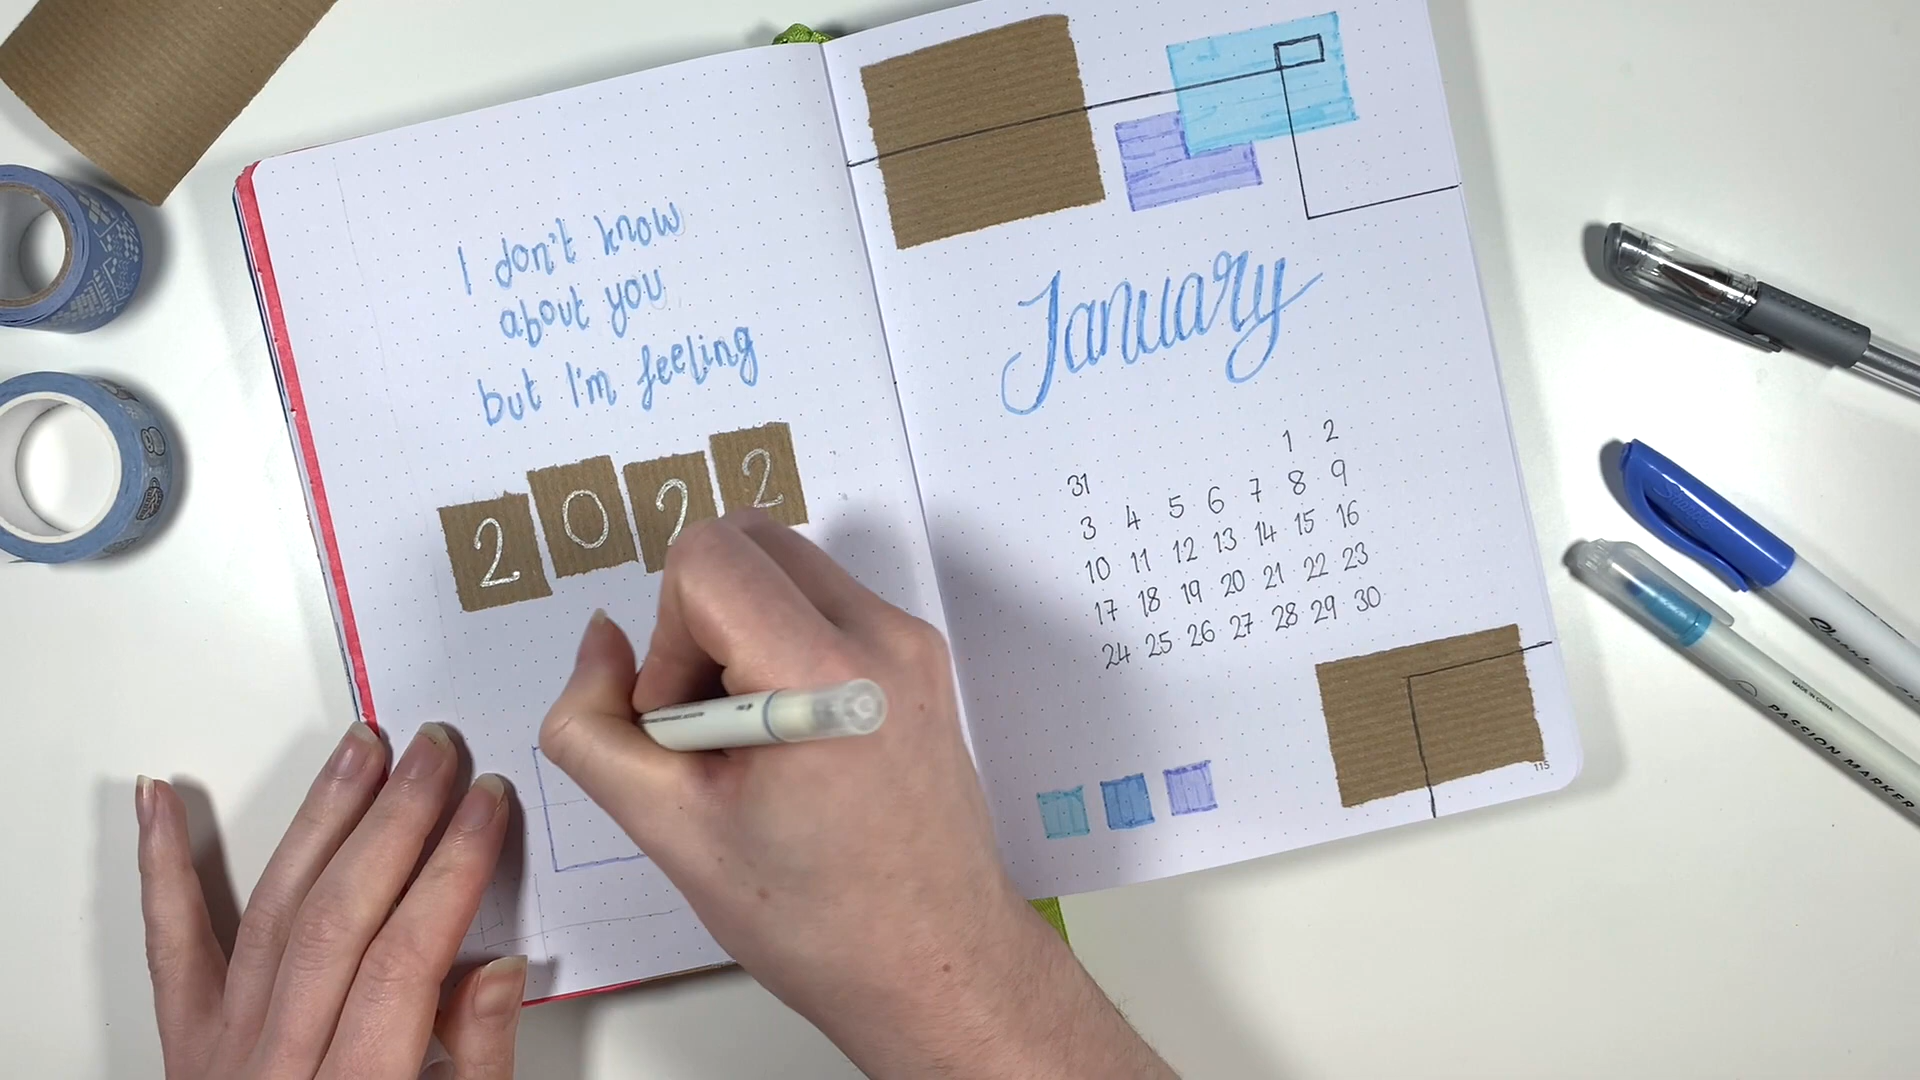 I don't know
about you
but I'm feeling
2022
January
1 2
31
3 4 5 6 7 8 9
10 11 12 13 14 15 16
17 18 19 20 21 22 23
24 25 26 27 28 29 30
115
Sharpie
MADE IN CHINA
PASSION MARKER